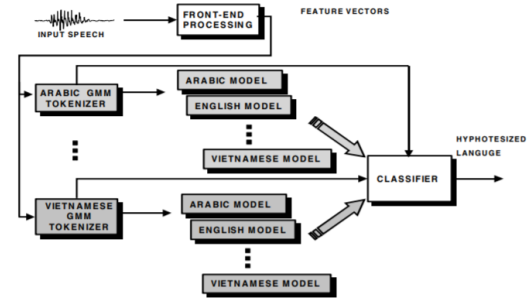 FRONT-END
PROCESSING
FEATURE VECTORS
INPUT SPEECH
ARABIC GMM
TOKENIZER
ARABIC MODEL
ENGLISH MODEL
VIETNAMESE MODEL
HYPHOTESIZED
LANGUGE
CLASSIFIER
VIETNAMESE
GMM
TOKENIZER
ARABIC MODEL
ENGLISH MODEL
VIETNAMESE MODEL